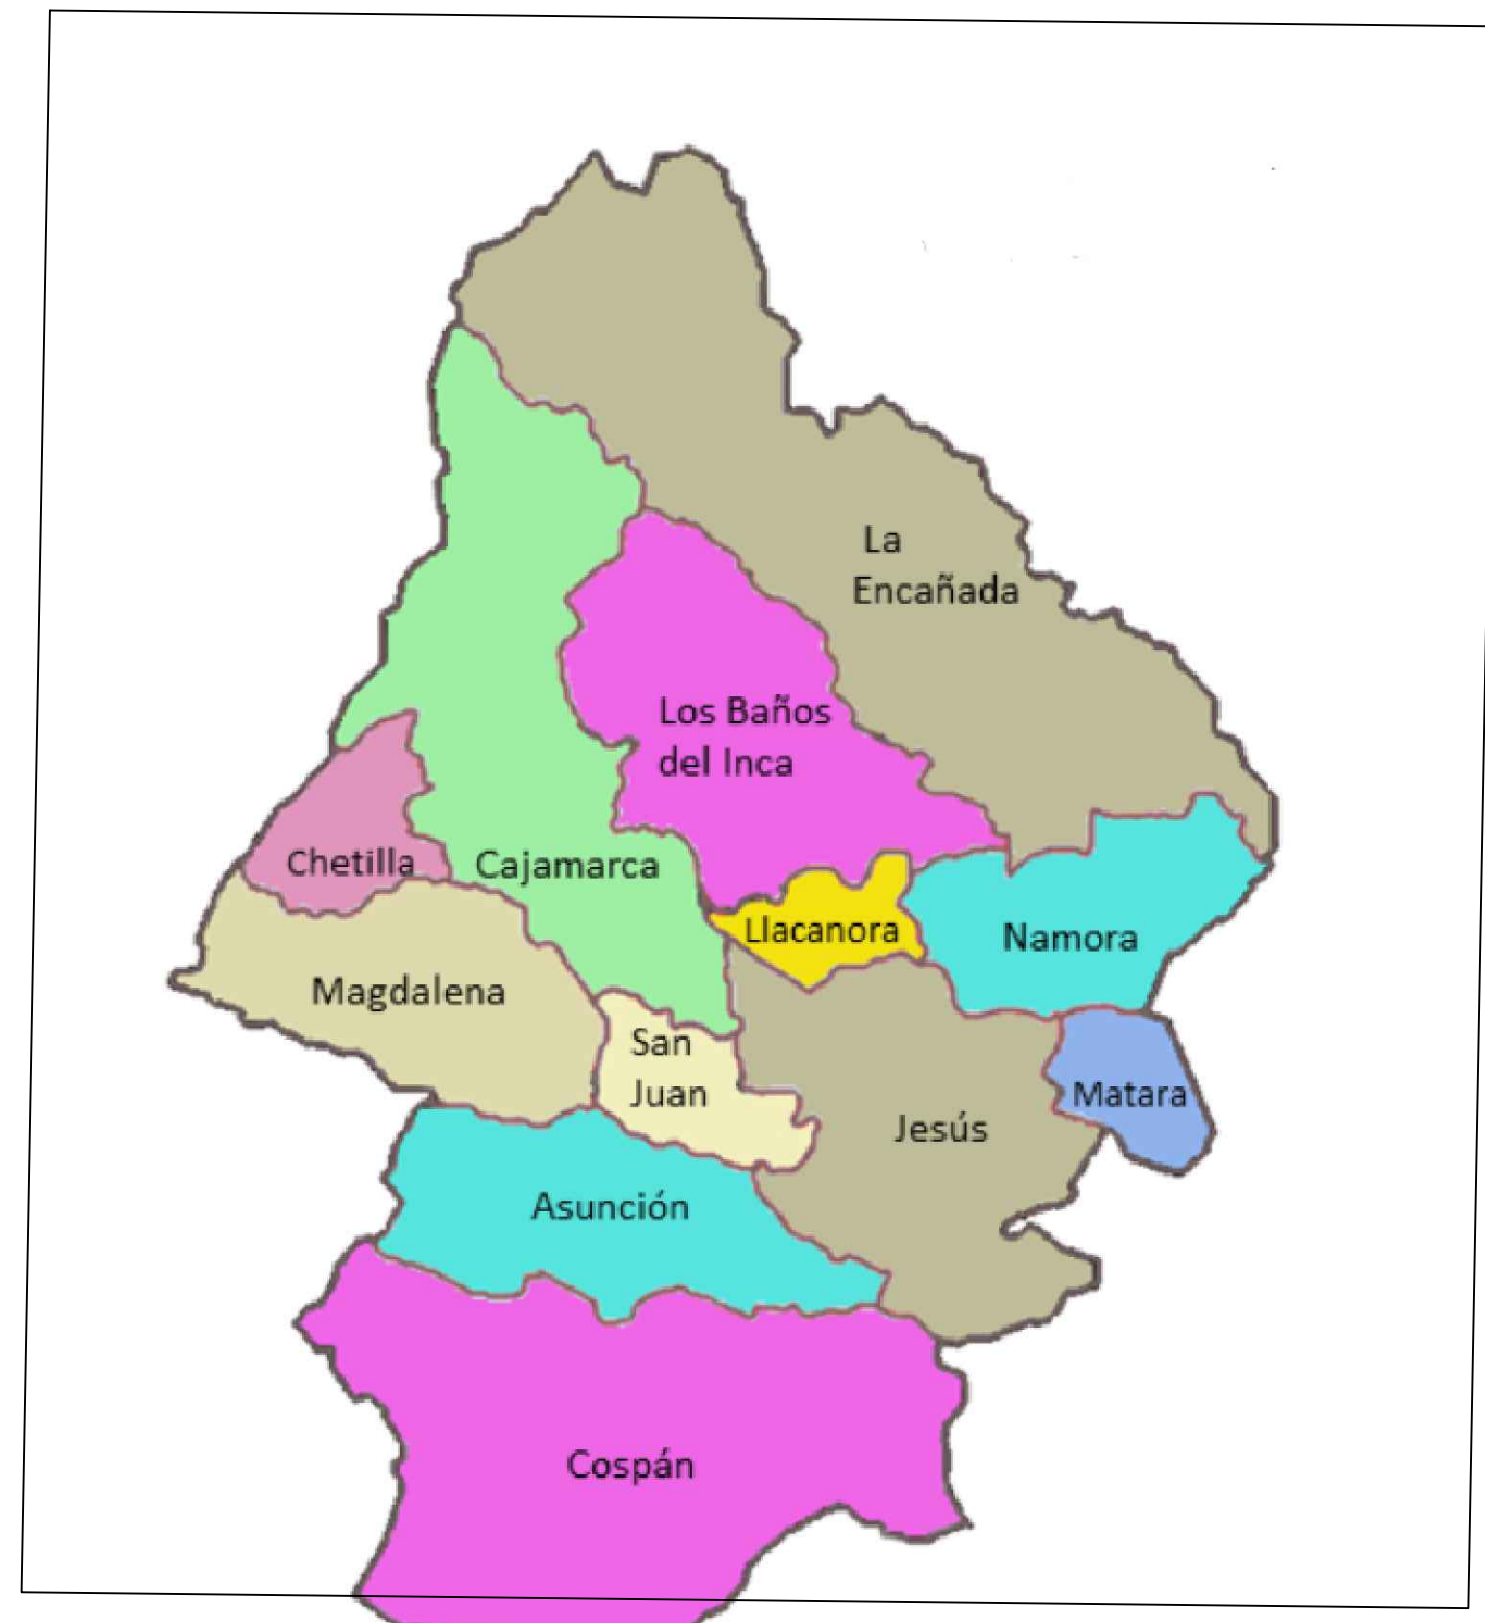 La
Encañada
Los Baños
del Inca
Chetilla
Cajamarca
Llacanora
Namora
Magdalena
San
Juan
Matara
Jesús
Asunción
Cospán